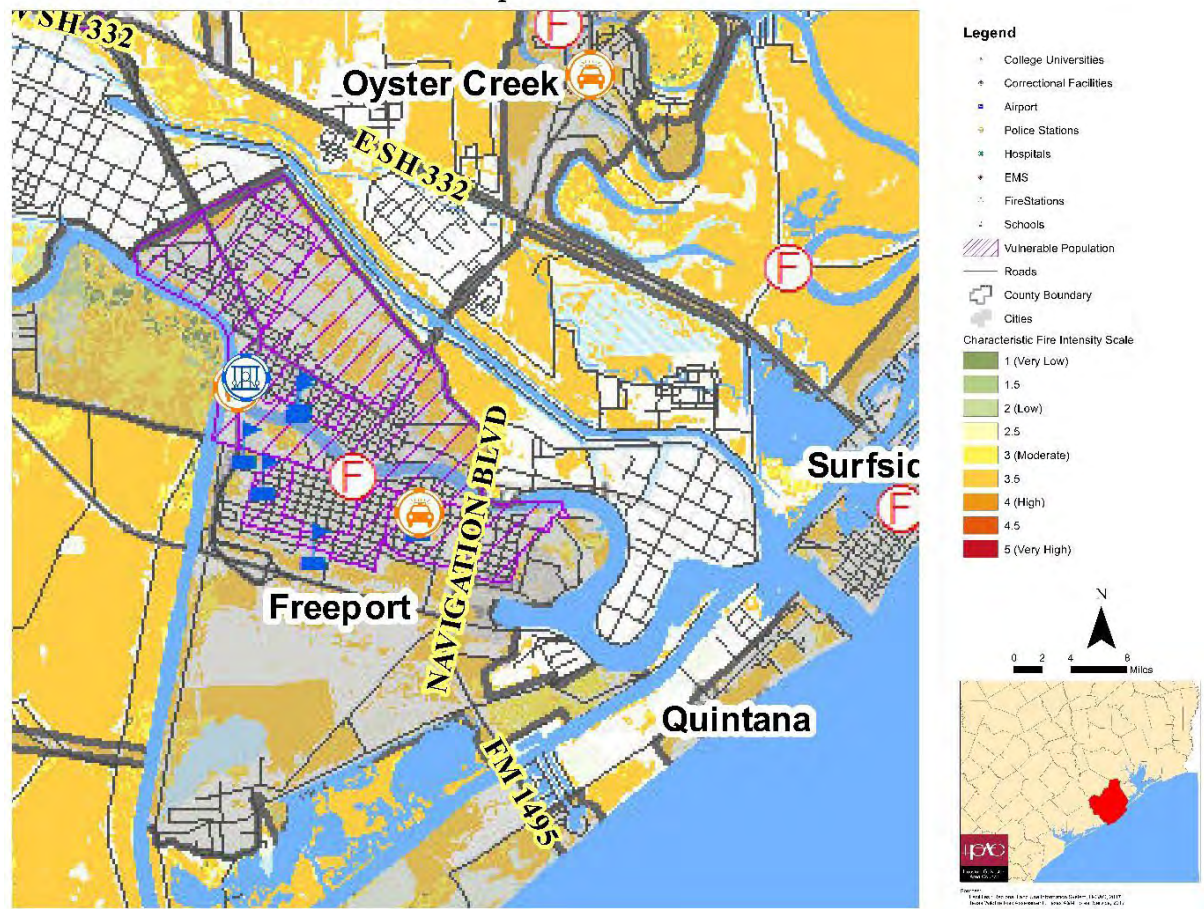 W SH 332
Oyster Creek
E SH 332
NAVIGATION BLVD
Surfsid
Freeport
Quintana
FM 1495
F
F
F
F
Legend
College Universities
Correctional Facilities
Airport
Police Stations
Hospitals
EMS
FireStations
Schools
Vulnerable Population
Roads
County Boundary
Cities
Characteristic Fire Intensity Scale
1 (Very Low)
1.5
2 (Low)
2.5
3 (Moderate)
3.5
4 (High)
4.5
5 (Very High)
N
0 2 4 8
Miles